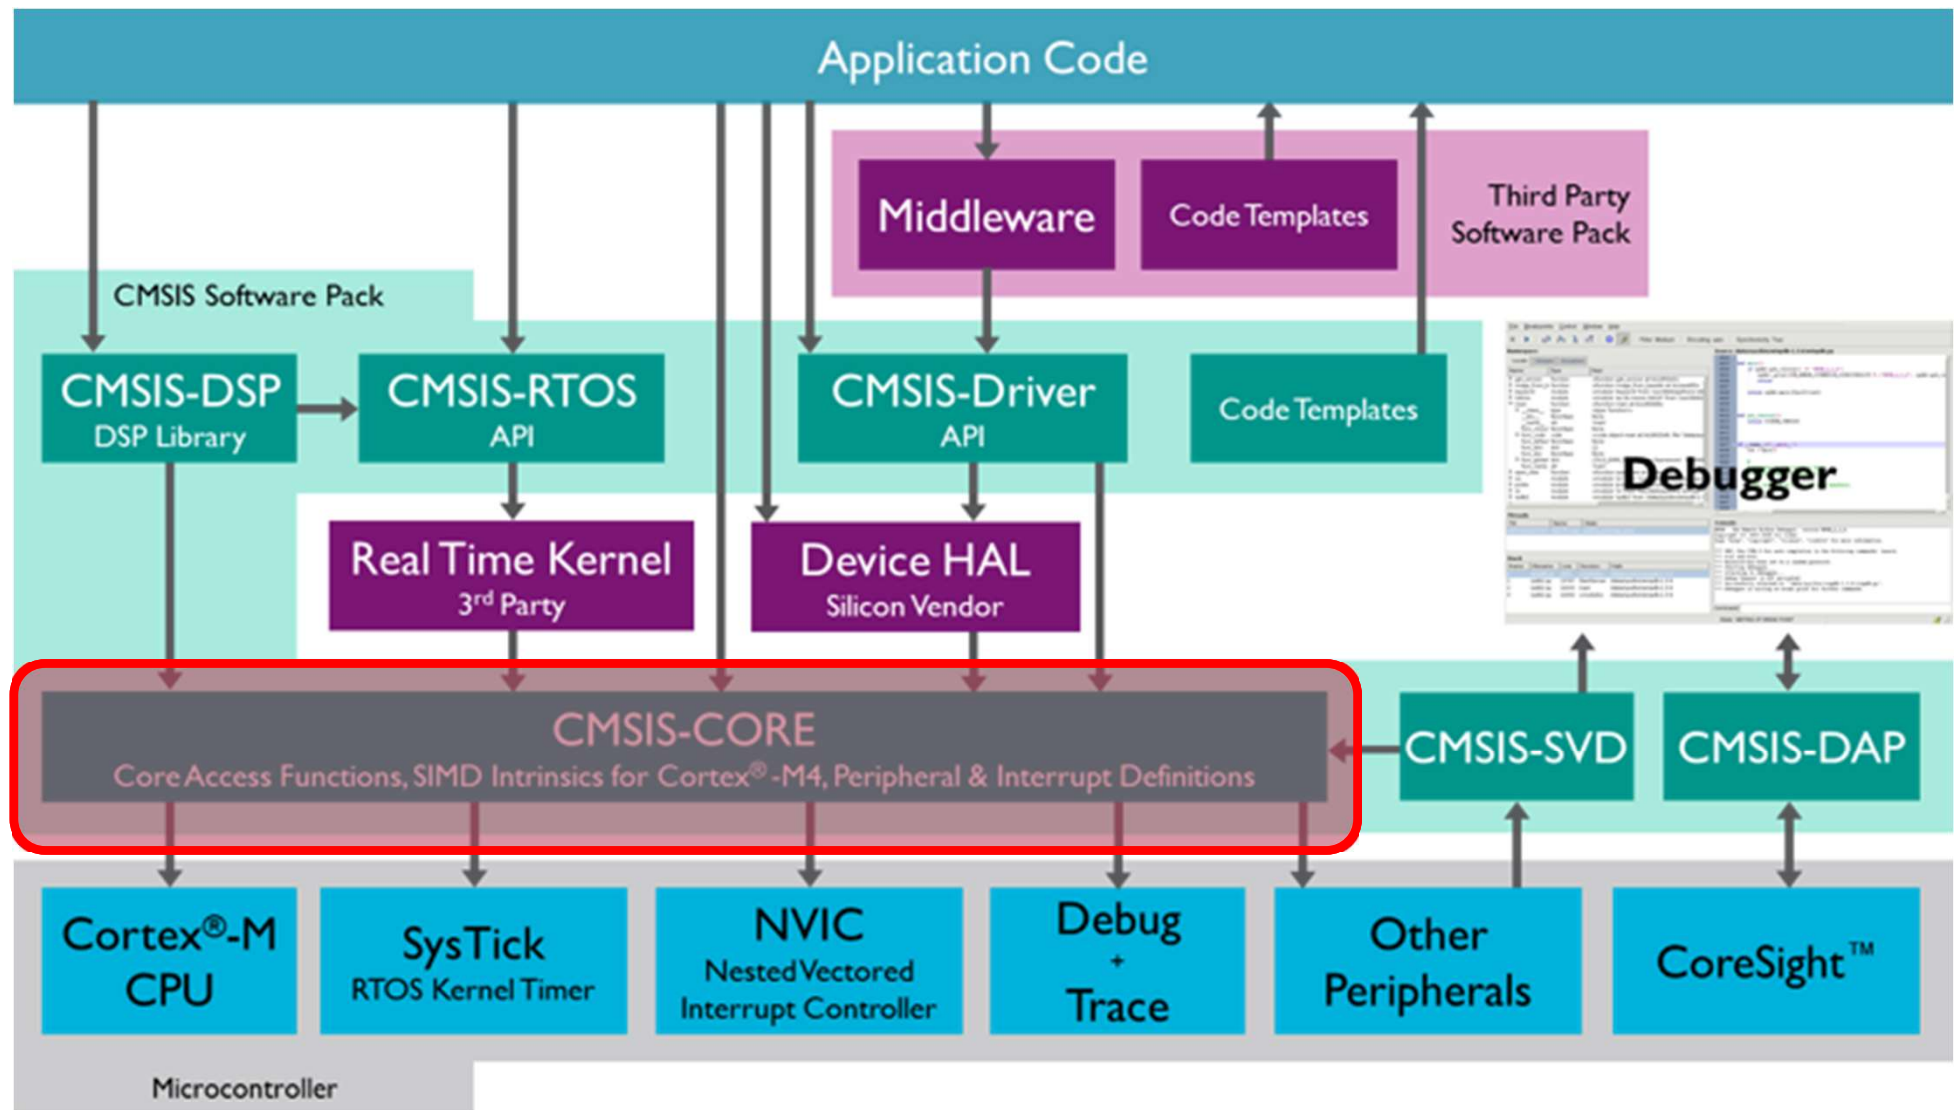 Application Code
Middleware
Code Templates
Third Party
Software Pack
CMSIS Software Pack
CMSIS-DSP
DSP Library
CMSIS-RTOS
API
CMSIS-Driver
API
Code Templates
Debugger
Real Time Kernel
3rd Party
Device HAL
Silicon Vendor
CMSIS-CORE
Core Access Functions, SIMD Intrinsics for Cortex®-M4, Peripheral & Interrupt Definitions
CMSIS-SVD
CMSIS-DAP
Cortex®-M
CPU
SysTick
RTOS Kernel Timer
NVIC
Nested Vectored
Interrupt Controller
Debug
+
Trace
Other
Peripherals
CoreSight™
Microcontroller